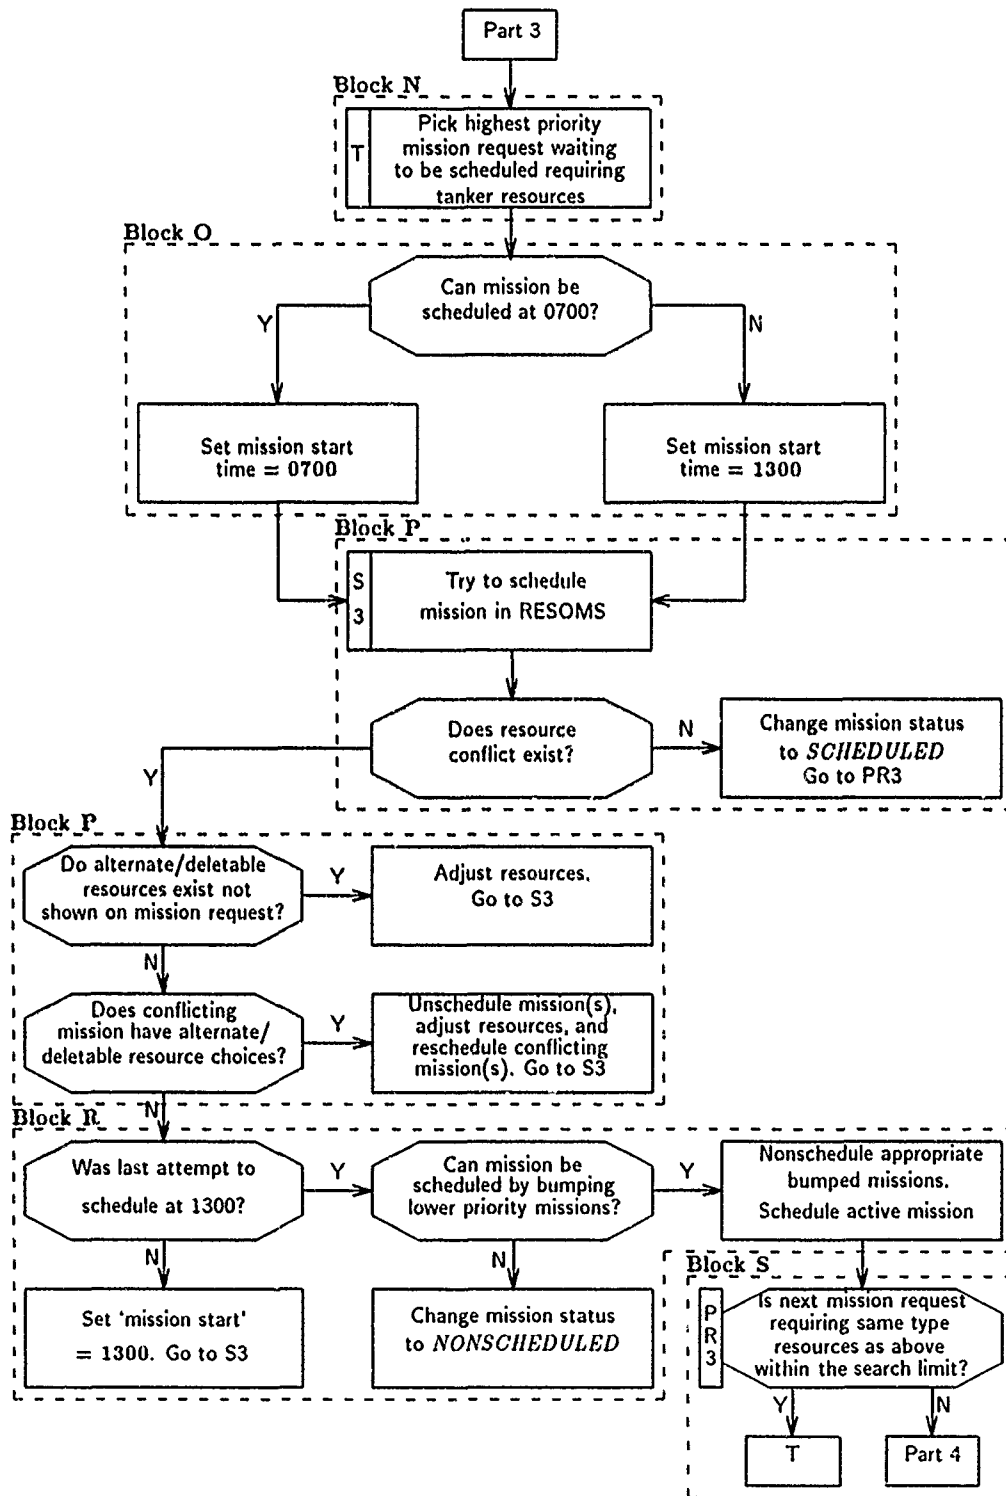 Part 3
Block N
T
Pick highest priority
mission request waiting
to be scheduled requiring
tanker resources
Block O
Can mission be
scheduled at 0700?
Y
N
Set mission start
time = 0700
Set mission start
time = 1300
Block P
S
3
Try to schedule
mission in RESOMS
Does resource
conflict exist?
N
Y
Change mission status
to SCHEDULED
Go to PR3
Block P
Do alternate/deletable
resources exist not
shown on mission request?
Y
Adjust resources.
Go to S3
N
Does conflicting
mission have alternate/
deletable resource choices?
Y
Unschedule mission(s),
adjust resources, and
reschedule conflicting
mission(s). Go to S3
N
Block R
Was last attempt to
schedule at 1300?
Y
Can mission be
scheduled by bumping
lower priority missions?
Y
Nonschedule appropriate
bumped missions.
Schedule active mission
N
N
Set 'mission start'
= 1300. Go to S3
Change mission status
to NONSCHEDULED
Block S
P
R
3
Is next mission request
requiring same type
resources as above
within the search limit?
Y
N
T
Part 4